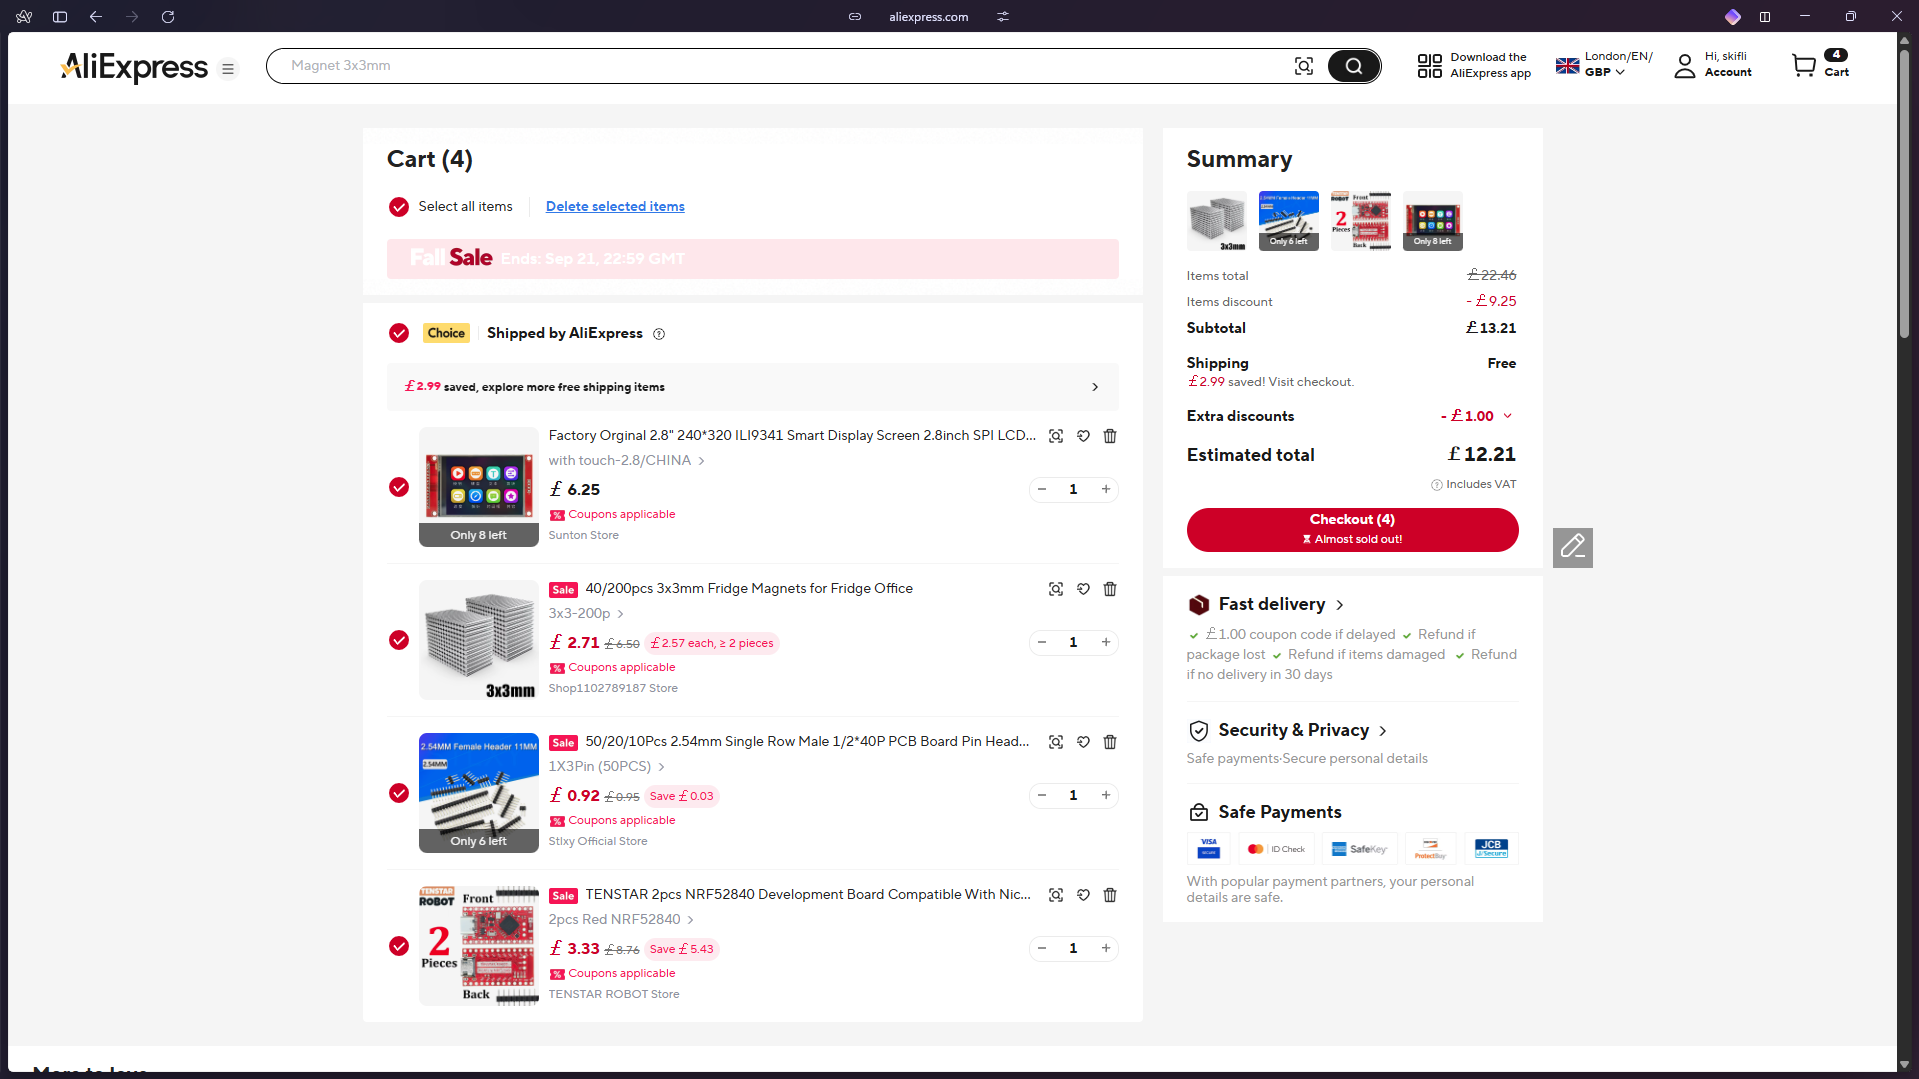 aliexpress.com
AliExpress
Magnet 3x3mm
Download the
AliExpress app
London/EN/
GBP
Hi, skifli
Account
4
Cart
Cart (4)
Select all items
Delete selected items
Fall Sale Ends: Sep 21, 22:59 GMT
Choice
Shipped by AliExpress
£2.99 saved, explore more free shipping items
Factory Orginal 2.8" 240*320 ILI9341 Smart Display Screen 2.8inch SPI LCD...
with touch-2.8/CHINA
£ 6.25
1
Coupons applicable
Sunton Store
Only 8 left
Sale 40/200pcs 3x3mm Fridge Magnets for Fridge Office
3x3-200p
£ 2.71 £6.50 £2.57 each, ≥ 2 pieces
1
Coupons applicable
Shop1102789187 Store
3x3mm
Sale 50/20/10Pcs 2.54mm Single Row Male 1/2*40P PCB Board Pin Head...
1X3Pin (50PCS)
£ 0.92 £0.95 Save £0.03
1
Coupons applicable
Stlxy Official Store
2.54MM Female Header 11MM
2.54MM
Only 6 left
Sale TENSTAR 2pcs NRF52840 Development Board Compatible With Nic...
2pcs Red NRF52840
£ 3.33 £8.76 Save £5.43
1
Coupons applicable
TENSTAR ROBOT Store
TENSTAR
ROBOT
Front
2
Pieces
Back
Summary
3x3mm
Only 6 left
ROBOT
Front
2
Pieces
Back
Only 8 left
Items total £22.46
Items discount - £9.25
Subtotal £13.21
Shipping Free
£2.99 saved! Visit checkout.
Extra discounts - £1.00
Estimated total £12.21
Includes VAT
Checkout (4)
Almost sold out!
Fast delivery
£1.00 coupon code if delayed Refund if
package lost Refund if items damaged Refund
if no delivery in 30 days
Security & Privacy
Safe payments·Secure personal details
Safe Payments
VISA
SECURE
ID Check
SafeKey
ProtectBuy
JCB
J/Secure
With popular payment partners, your personal
details are safe.